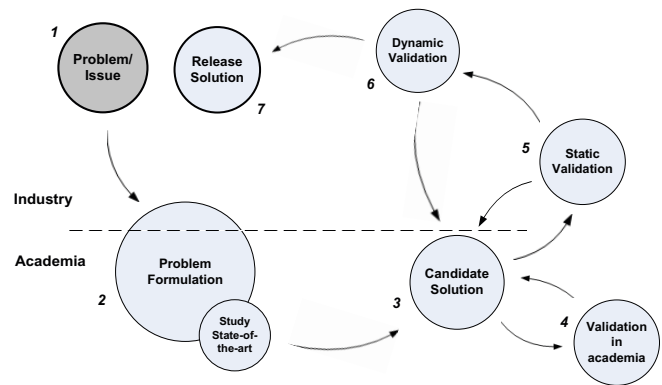 1
Problem/
Issue
Release
Solution
7
Dynamic
Validation
6
5
Static
Validation
Industry
Academia
Problem
Formulation
2
Study
State-of-
the-art
Candidate
Solution
3
4
Validation
in
academia